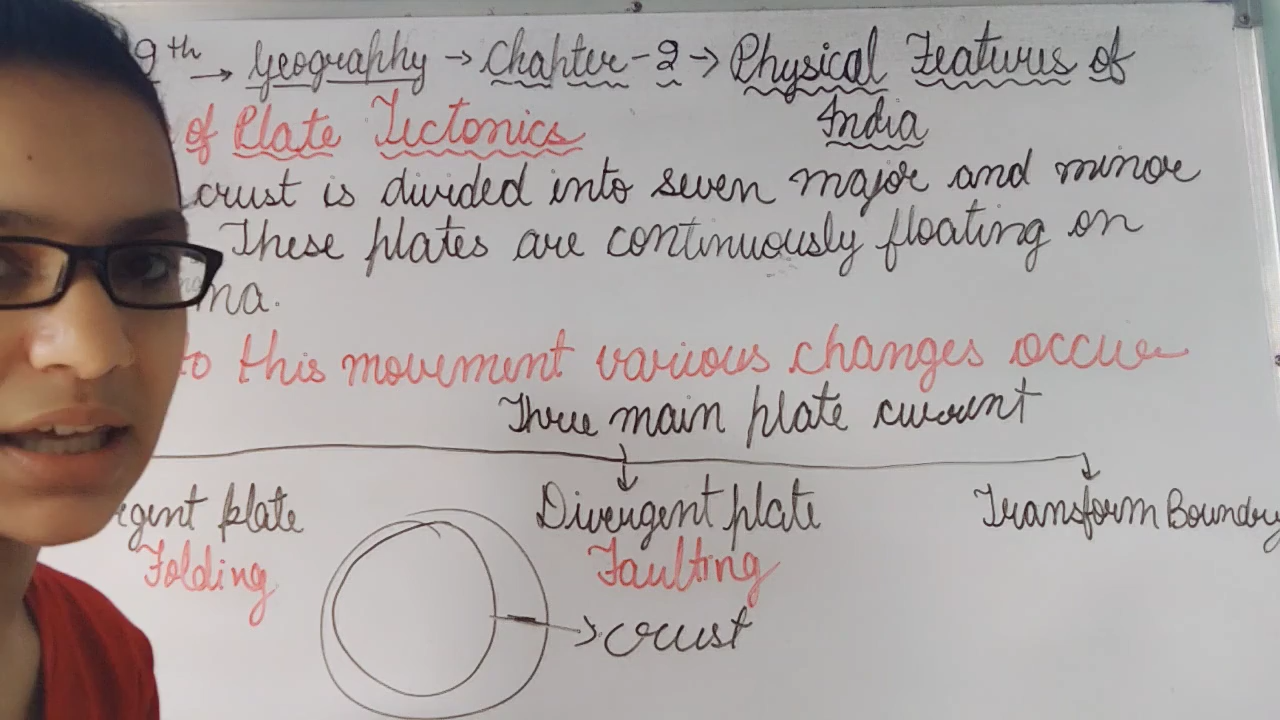 9th → Geography → Chapter-2 → Physical Features of
India
of Plate Tectonics
crust is divided into seven major and minor
These plates are continuously floating on
ma.
to this movement various changes occur
Three main plate current
gent plate Divergent plate Transform Boundry
Folding Faulting
crust